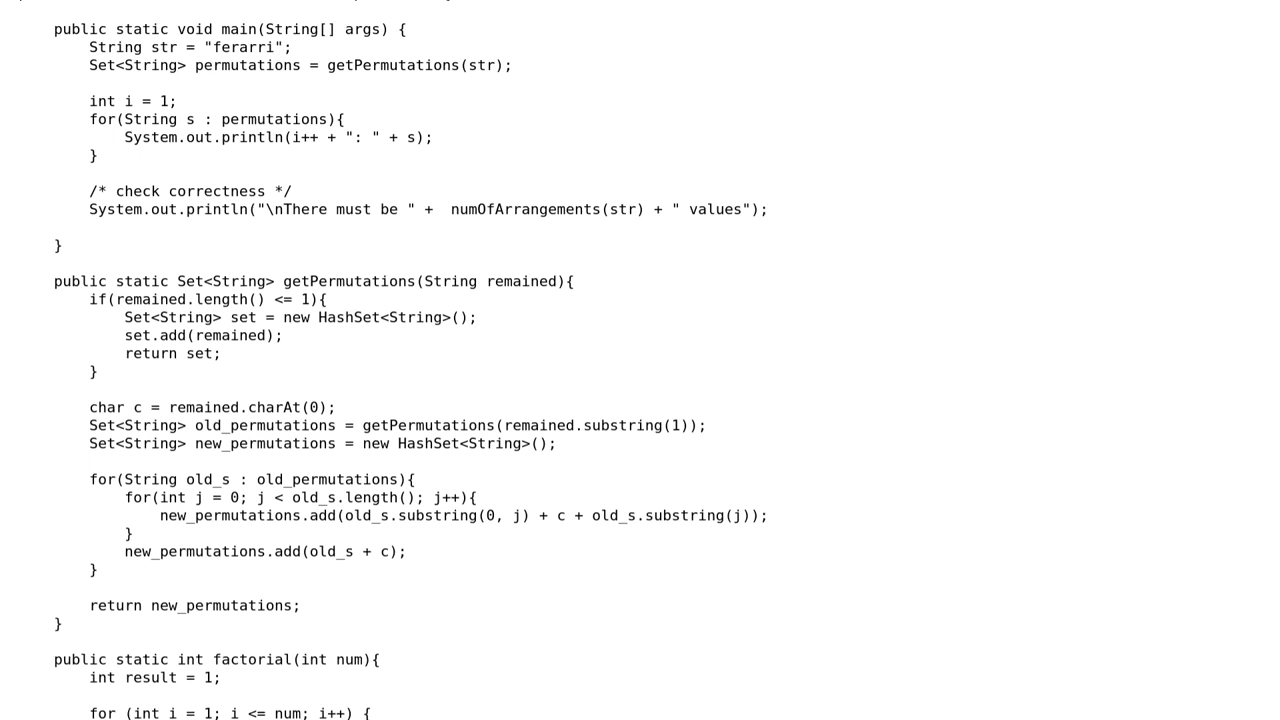 public static void main(String[] args) {
String str = "ferarri";
Set<String> permutations = getPermutations(str);
int i = 1;
for(String s : permutations){
System.out.println(i++ + ": " + s);
}
/* check correctness */
System.out.println("\nThere must be " +  numOfArrangements(str) + " values");
}
public static Set<String> getPermutations(String remained){
if(remained.length() <= 1){
Set<String> set = new HashSet<String>();
set.add(remained);
return set;
}
char c = remained.charAt(0);
Set<String> old_permutations = getPermutations(remained.substring(1));
Set<String> new_permutations = new HashSet<String>();
for(String old_s : old_permutations){
for(int j = 0; j < old_s.length(); j++){
new_permutations.add(old_s.substring(0, j) + c + old_s.substring(j));
}
new_permutations.add(old_s + c);
}
return new_permutations;
}
public static int factorial(int num){
int result = 1;
for (int i = 1; i <= num; i++) {